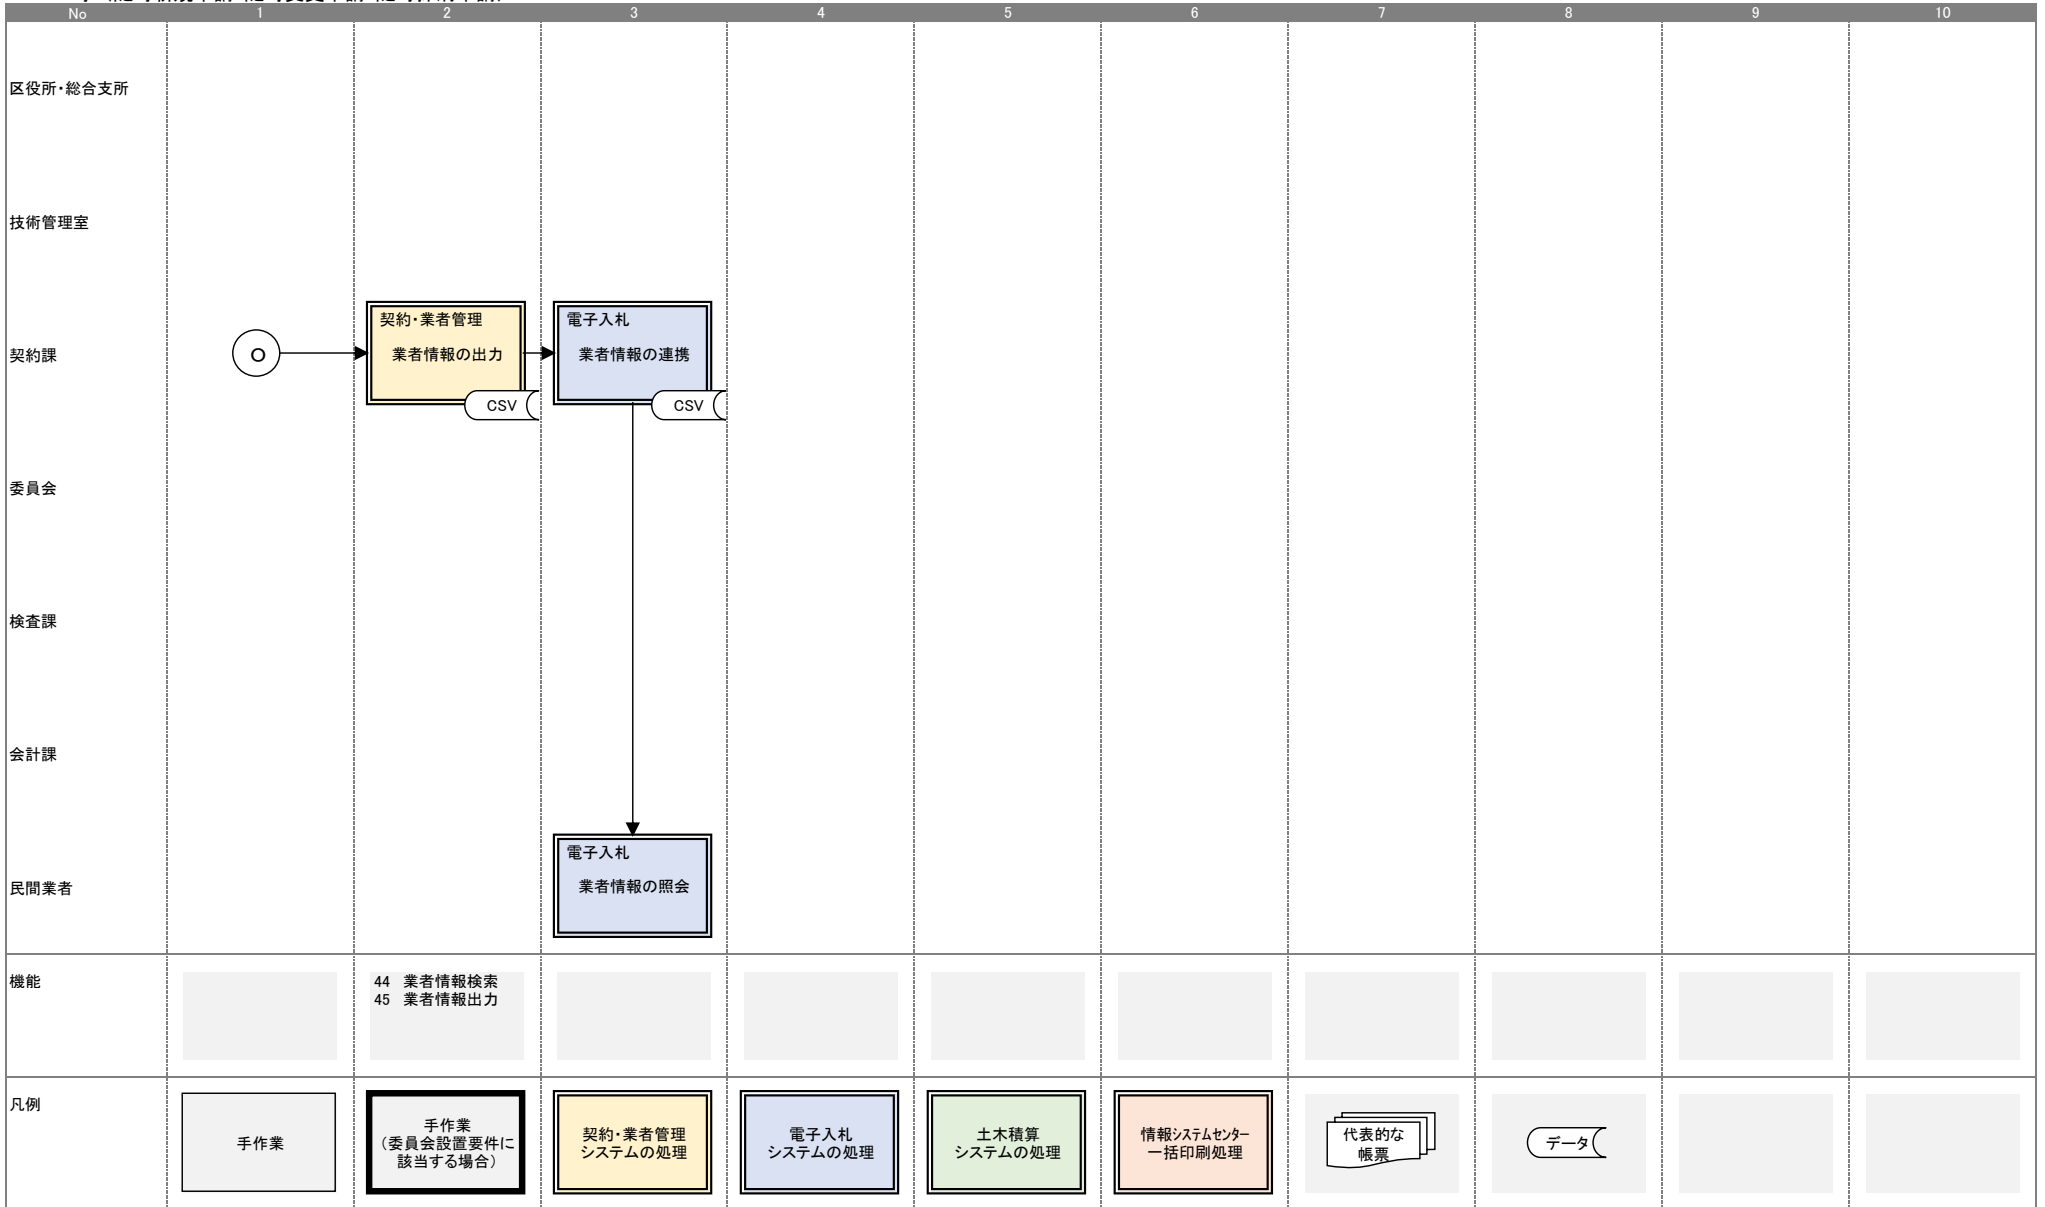 No 1 2 3 4 5 6 7 8 9 10
区役所・総合支所
技術管理室
契約課
O
契約・業者管理
業者情報の出力
CSV
電子入札
業者情報の連携
CSV
委員会
検査課
会計課
民間業者
電子入札
業者情報の照会
機能
44 業者情報検索
45 業者情報出力
凡例
手作業
手作業
（委員会設置要件に
該当する場合）
契約・業者管理
システムの処理
電子入札
システムの処理
土木積算
システムの処理
情報システムセンター
一括印刷処理
代表的な
帳票
データ